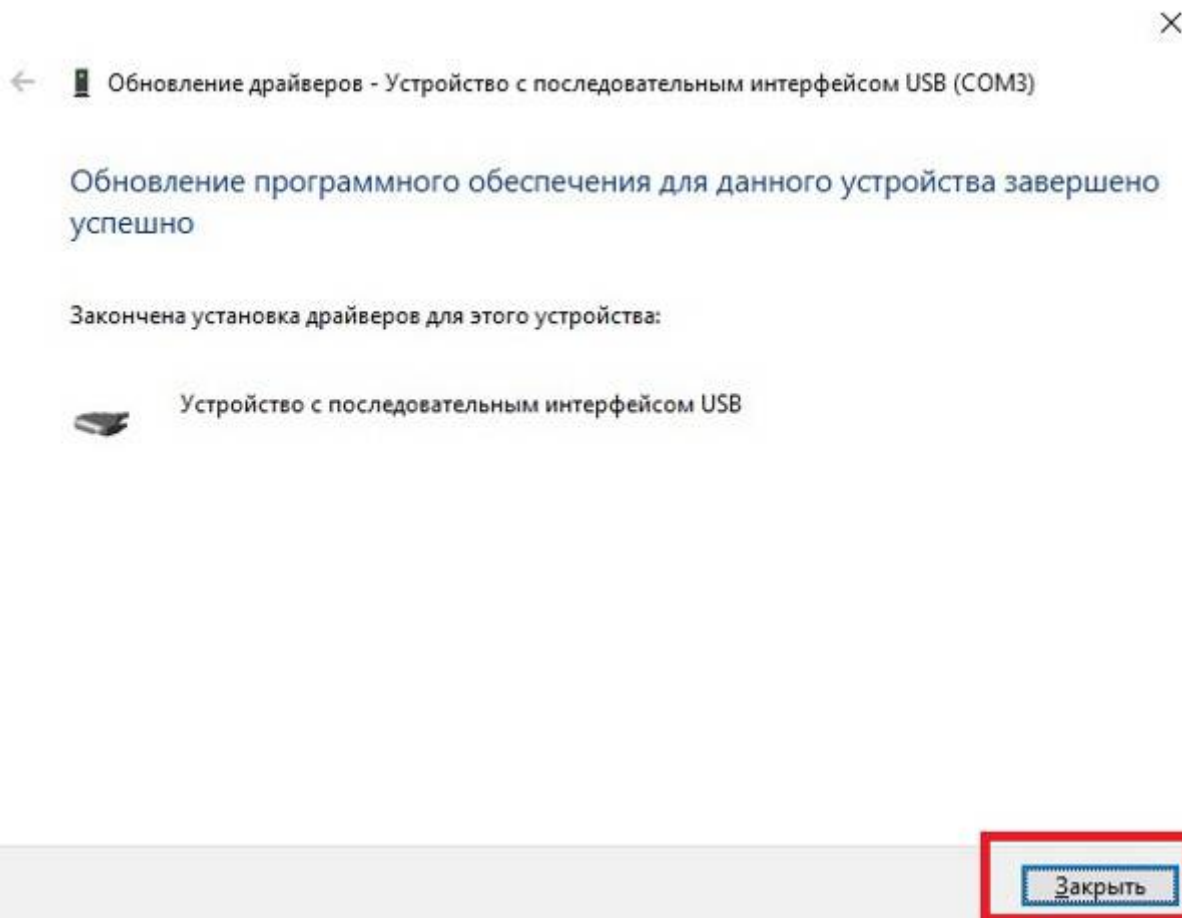 Обновление драйверов - Устройство с последовательным интерфейсом USB (COM3)
Обновление программного обеспечения для данного устройства завершено
успешно
Закончена установка драйверов для этого устройства:
Устройство с последовательным интерфейсом USB
Закрыть